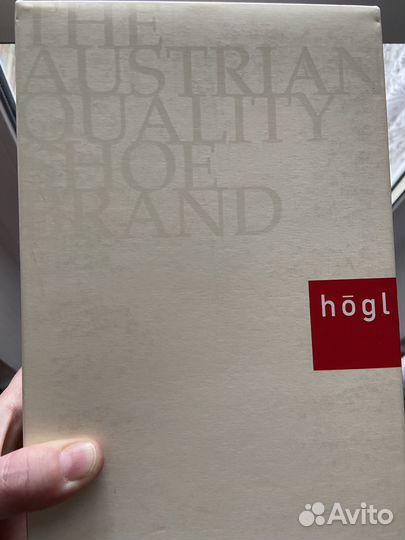 THE
AUSTRIAN
QUALITY
SHOE
BRAND
hōgl
Avito